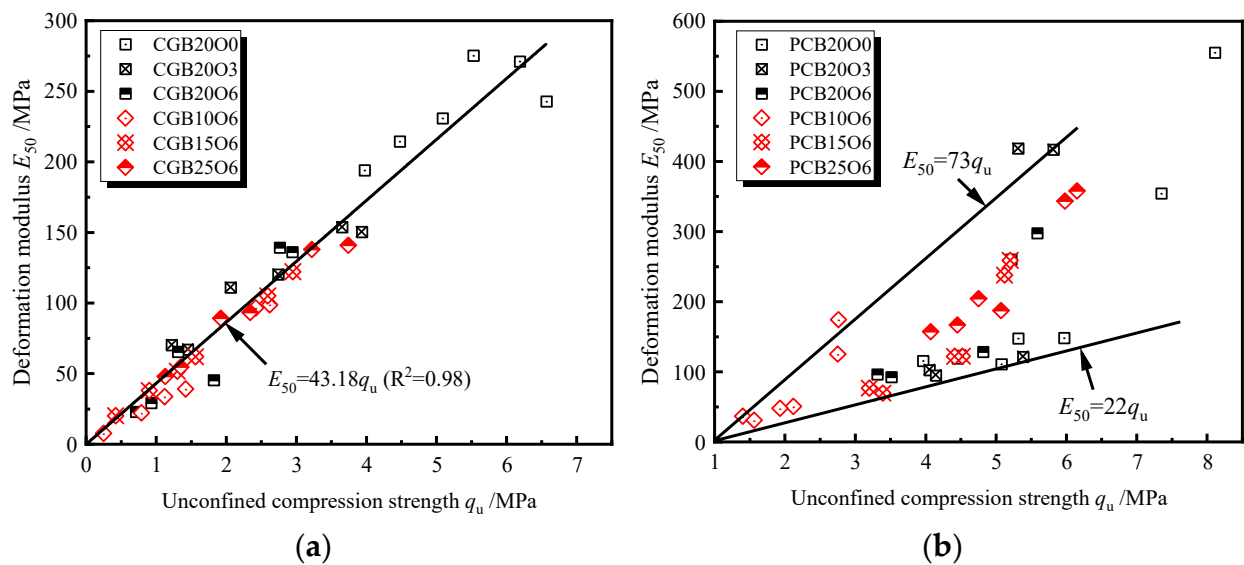 300
250
200
150
100
50
0
Deformation modulus E₅₀ /MPa
CGB20O0
CGB20O3
CGB20O6
CGB10O6
CGB15O6
CGB25O6
E₅₀=43.18qᵤ (R²=0.98)
0 1 2 3 4 5 6 7
Unconfined compression strength qᵤ /MPa
(a)
600
500
400
300
200
100
0
Deformation modulus E₅₀ /MPa
PCB20O0
PCB20O3
PCB20O6
PCB10O6
PCB15O6
PCB25O6
E₅₀=73qᵤ
E₅₀=22qᵤ
1 2 3 4 5 6 7 8
Unconfined compression strength qᵤ /MPa
(b)